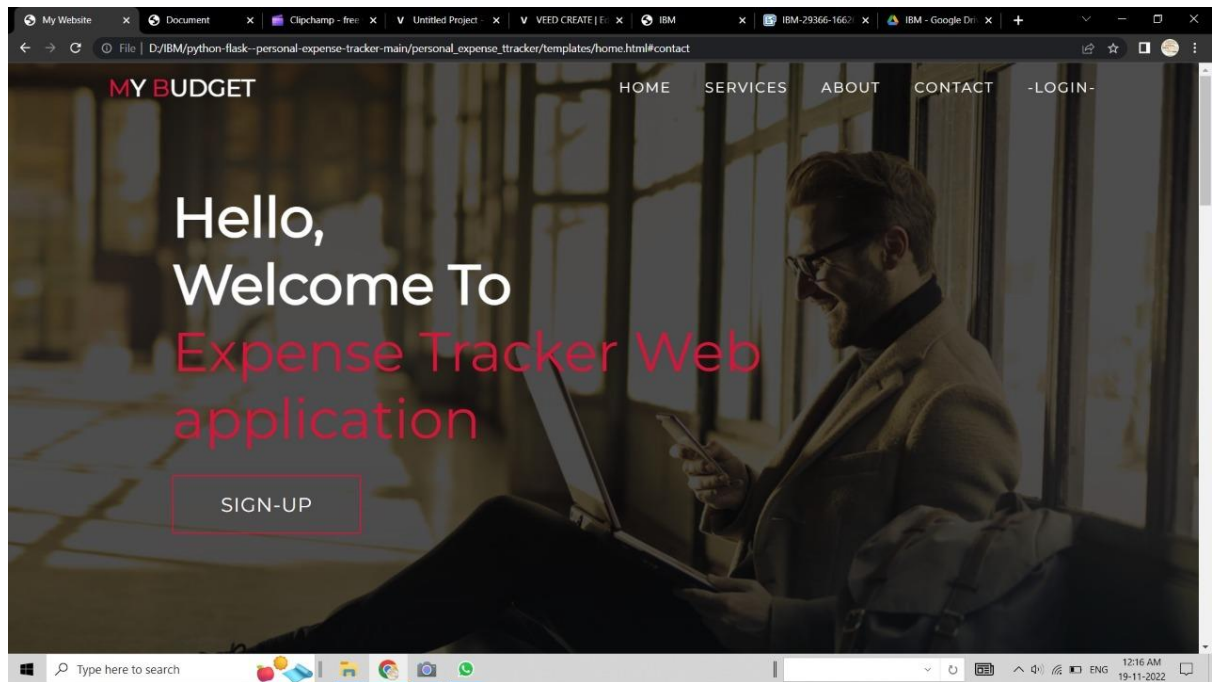 My Website
Document
Clipchamp - free
Untitled Project -
VEED CREATE | Ed
IBM
IBM-29366-1662
IBM - Google Dri
File | D:/IBM/python-flask--personal-expense-tracker-main/personal_expense_ttracker/templates/home.html#contact
MY BUDGET
HOME SERVICES ABOUT CONTACT -LOGIN-
Hello,
Welcome To
Expense Tracker Web
application
SIGN-UP
Type here to search
ENG
12:16 AM
19-11-2022